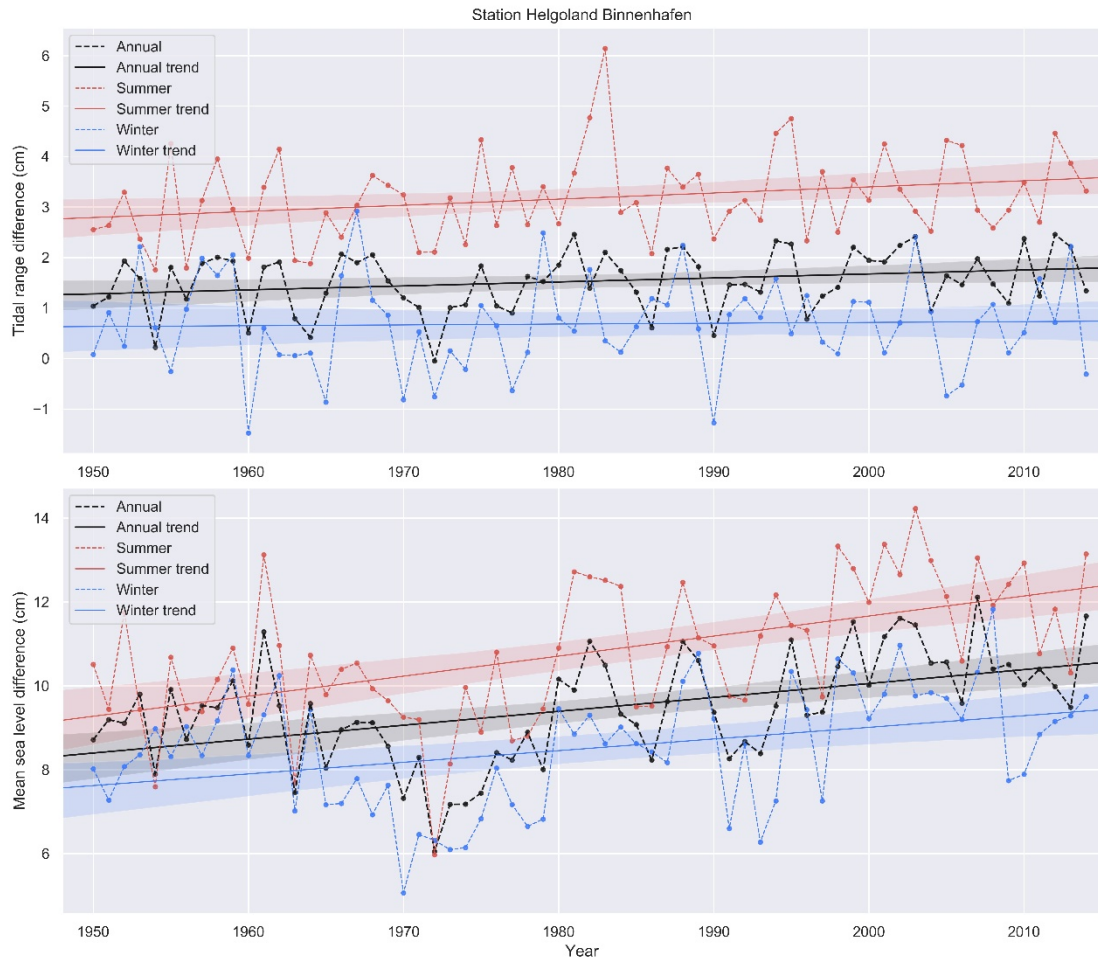 Station Helgoland Binnenhafen
Tidal range difference (cm)
6
5
4
3
2
1
0
−1
Annual
Annual trend
Summer
Summer trend
Winter
Winter trend
1950 1960 1970 1980 1990 2000 2010
Mean sea level difference (cm)
14
12
10
8
6
Annual
Annual trend
Summer
Summer trend
Winter
Winter trend
1950 1960 1970 1980 1990 2000 2010
Year